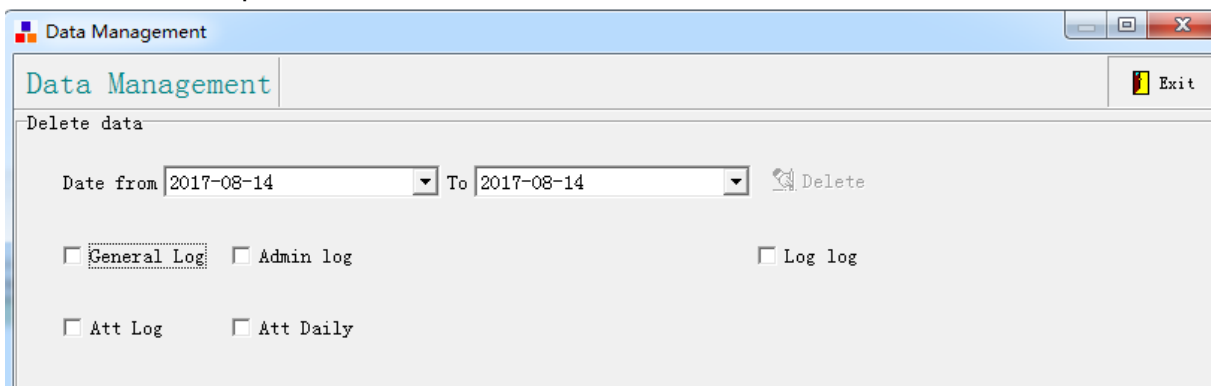 Data Management
Data Management Exit
Delete data
Date from 2017-08-14 To 2017-08-14 Delete
General Log Admin log Log log
Att Log Att Daily